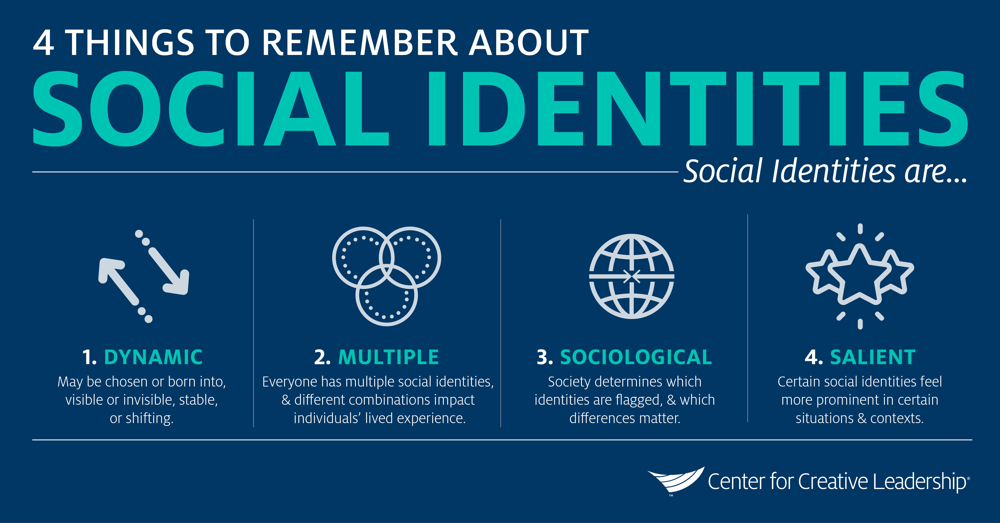 4 THINGS TO REMEMBER ABOUT
SOCIAL IDENTITIES
Social Identities are...
1. DYNAMIC
May be chosen or born into,
visible or invisible, stable,
or shifting.
2. MULTIPLE
Everyone has multiple social identities,
& different combinations impact
individuals’ lived experience.
3. SOCIOLOGICAL
Society determines which
identities are flagged, & which
differences matter.
4. SALIENT
Certain social identities feel
more prominent in certain
situations & contexts.
Center for Creative Leadership®
TM